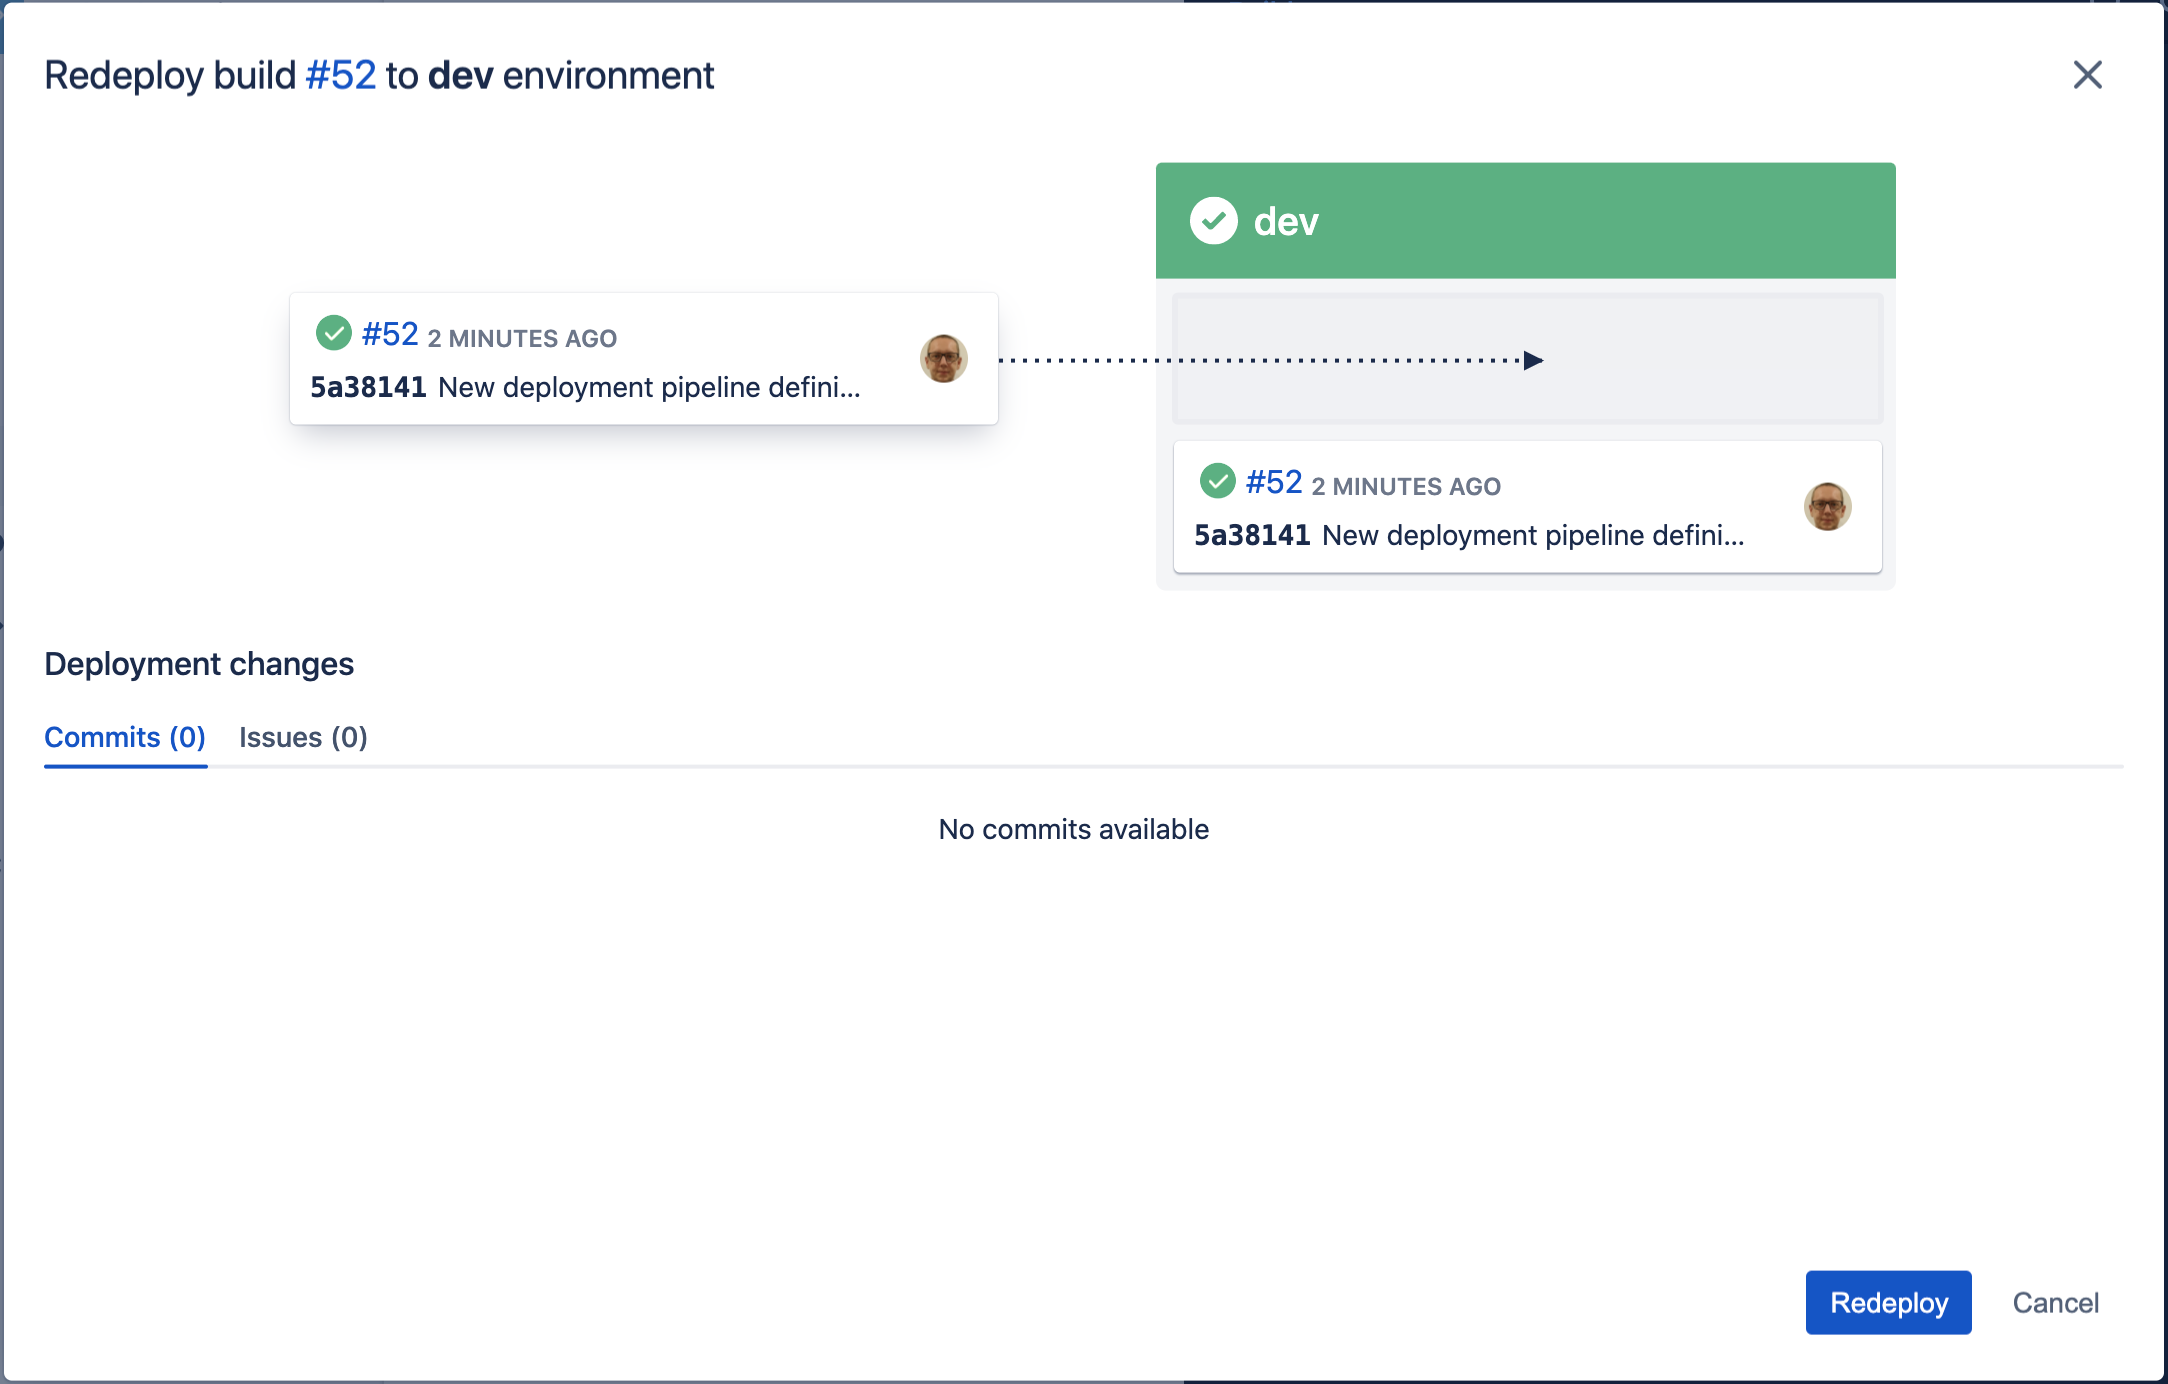 Redeploy build #52 to dev environment
dev
#52 2 MINUTES AGO
5a38141 New deployment pipeline defini...
#52 2 MINUTES AGO
5a38141 New deployment pipeline defini...
Deployment changes
Commits (0) Issues (0)
No commits available
Redeploy Cancel